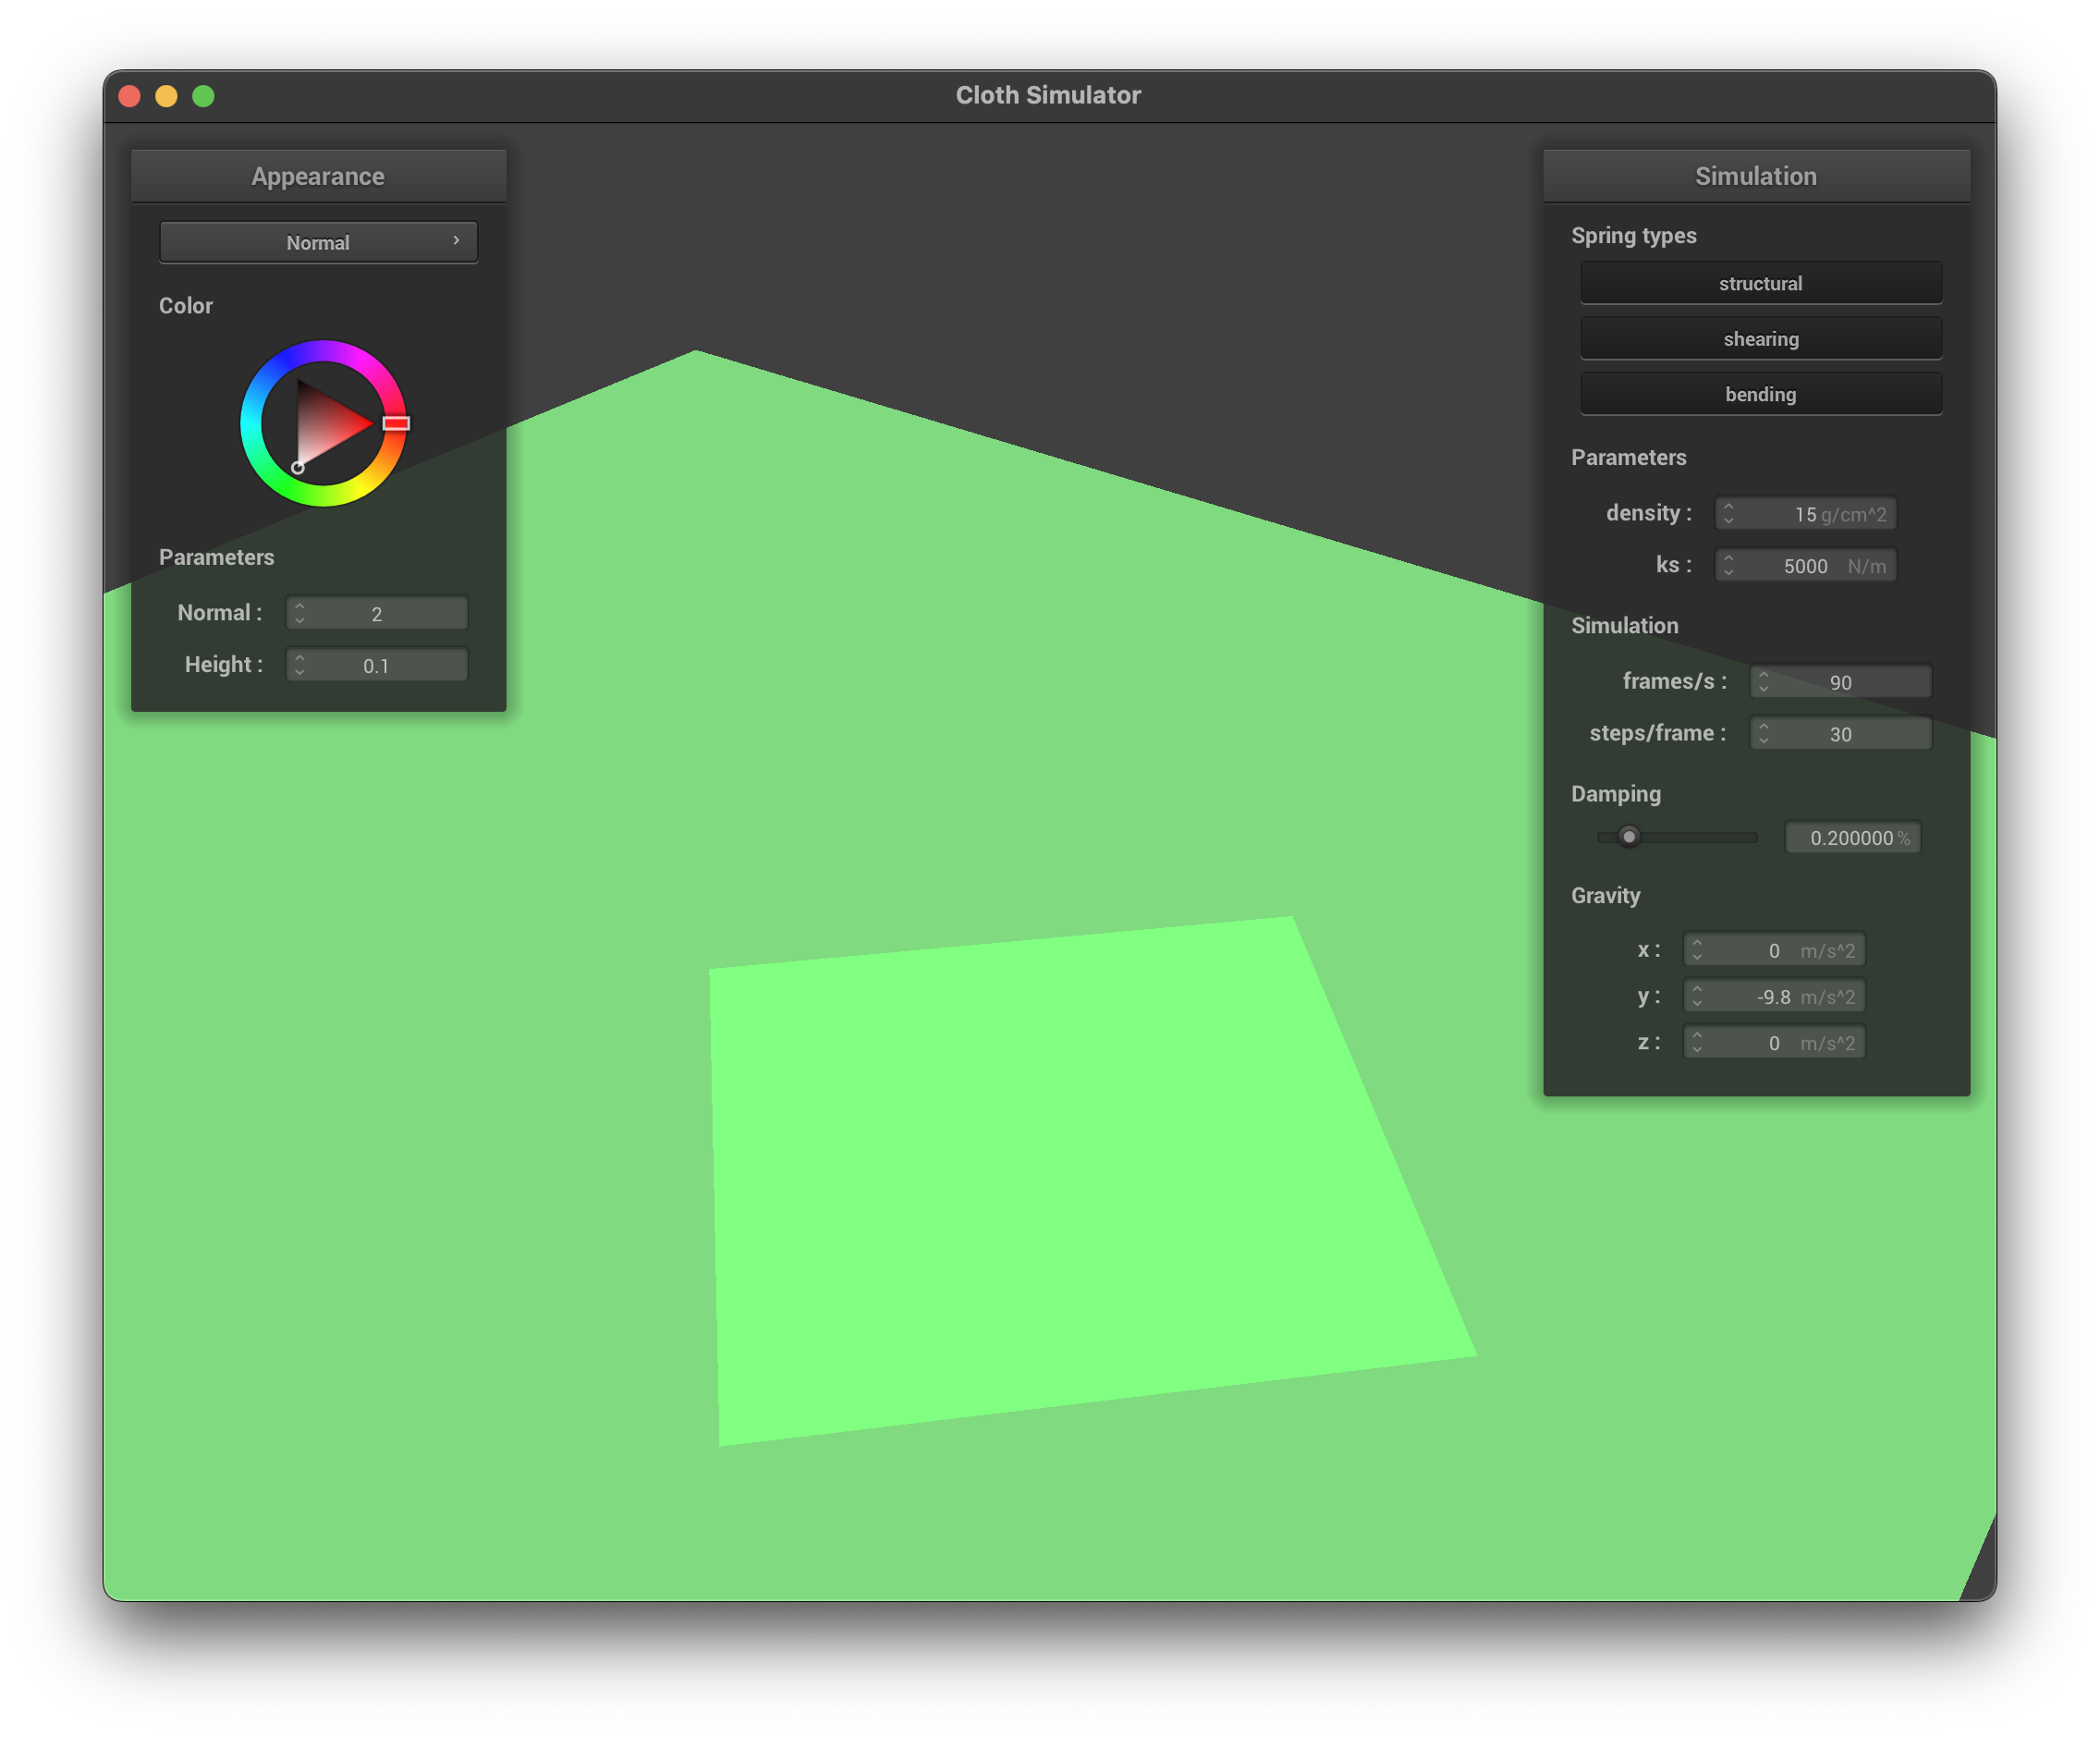 Cloth Simulator
Appearance
Normal
Color
Parameters
Normal : 2
Height : 0.1
Simulation
Spring types
structural
shearing
bending
Parameters
density : 15 g/cm^2
ks : 5000 N/m
Simulation
frames/s : 90
steps/frame : 30
Damping
0.200000 %
Gravity
x : 0 m/s^2
y : -9.8 m/s^2
z : 0 m/s^2